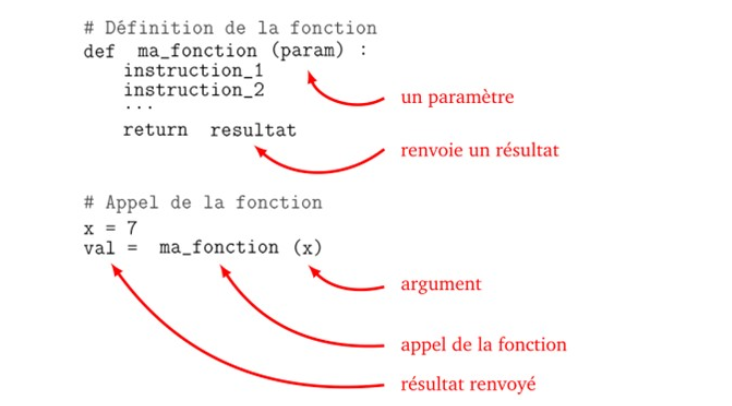 # Définition de la fonction
def ma_fonction (param) :
instruction_1
instruction_2
...
return resultat
un paramètre
renvoie un résultat
# Appel de la fonction
x = 7
val = ma_fonction (x)
argument
appel de la fonction
résultat renvoyé